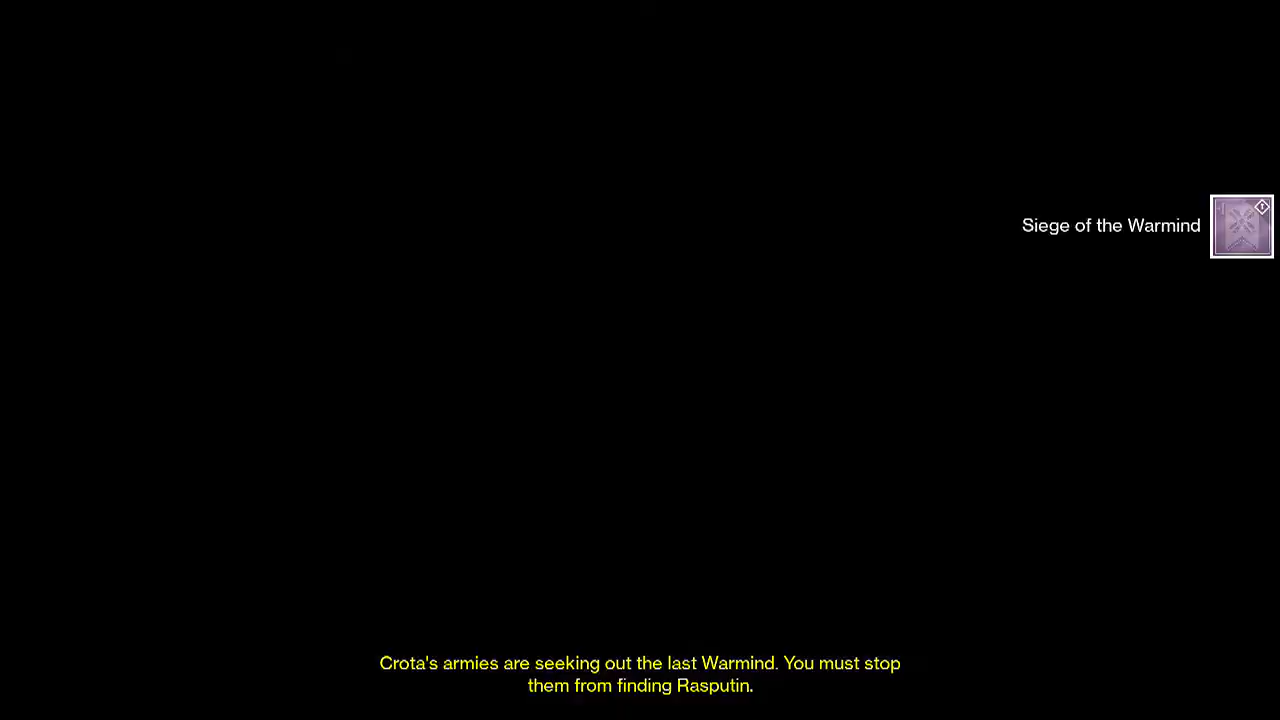 Siege of the Warmind
Crota's armies are seeking out the last Warmind. You must stop
them from finding Rasputin.